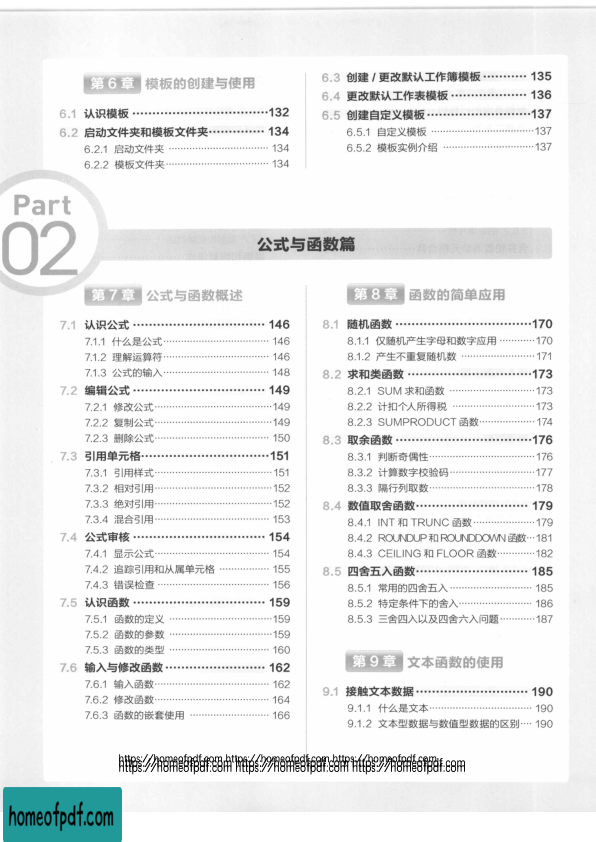 第6章 模板的创建与使用
6.1 认识模板 ······ 132
6.2 启动文件夹和模板文件夹 ······ 134
6.2.1 启动文件夹 ······ 134
6.2.2 模板文件夹 ······ 134
6.3 创建/更改默认工作簿模板 ······ 135
6.4 更改默认工作表模板 ······ 136
6.5 创建自定义模板 ······ 137
6.5.1 自定义模板 ······ 137
6.5.2 模板实例介绍 ······ 137
Part
02
公式与函数篇
第7章 公式与函数概述
7.1 认识公式 ······ 146
7.1.1 什么是公式 ······ 146
7.1.2 理解运算符 ······ 146
7.1.3 公式的输入 ······ 148
7.2 编辑公式 ······ 149
7.2.1 修改公式 ······ 149
7.2.2 复制公式 ······ 149
7.2.3 删除公式 ······ 150
7.3 引用单元格 ······ 151
7.3.1 引用样式 ······ 151
7.3.2 相对引用 ······ 152
7.3.3 绝对引用 ······ 152
7.3.4 混合引用 ······ 153
7.4 公式审核 ······ 154
7.4.1 显示公式 ······ 154
7.4.2 追踪引用和从属单元格 ······ 155
7.4.3 错误检查 ······ 156
7.5 认识函数 ······ 159
7.5.1 函数的定义 ······ 159
7.5.2 函数的参数 ······ 159
7.5.3 函数的类型 ······ 160
7.6 输入与修改函数 ······ 162
7.6.1 输入函数 ······ 162
7.6.2 修改函数 ······ 164
7.6.3 函数的嵌套使用 ······ 166
第8章 函数的简单应用
8.1 随机函数 ······ 170
8.1.1 仅随机产生字母和数字应用 ······ 170
8.1.2 产生不重复随机数 ······ 171
8.2 求和类函数 ······ 173
8.2.1 SUM 求和函数 ······ 173
8.2.2 计扣个人所得税 ······ 173
8.2.3 SUMPRODUCT 函数 ······ 174
8.3 取余函数 ······ 176
8.3.1 判断奇偶性 ······ 176
8.3.2 计算数字校验码 ······ 177
8.3.3 隔行列取数 ······ 178
8.4 数值取舍函数 ······ 179
8.4.1 INT 和 TRUNC 函数 ······ 179
8.4.2 ROUNDUP 和 ROUNDDOWN 函数 ··· 181
8.4.3 CEILING 和 FLOOR 函数 ······ 182
8.5 四舍五入函数 ······ 185
8.5.1 常用的四舍五入 ······ 185
8.5.2 特定条件下的舍入 ······ 186
8.5.3 三舍四入以及四舍六入问题 ······ 187
第9章 文本函数的使用
9.1 接触文本数据 ······ 190
9.1.1 什么是文本 ······ 190
9.1.2 文本型数据与数值型数据的区别 ··· 190
https://homeofpdf.com https://homeofpdf.com https://homeofpdf.com
https://homeofpdf.com https://homeofpdf.com https://homeofpdf.com
homeofpdf.com